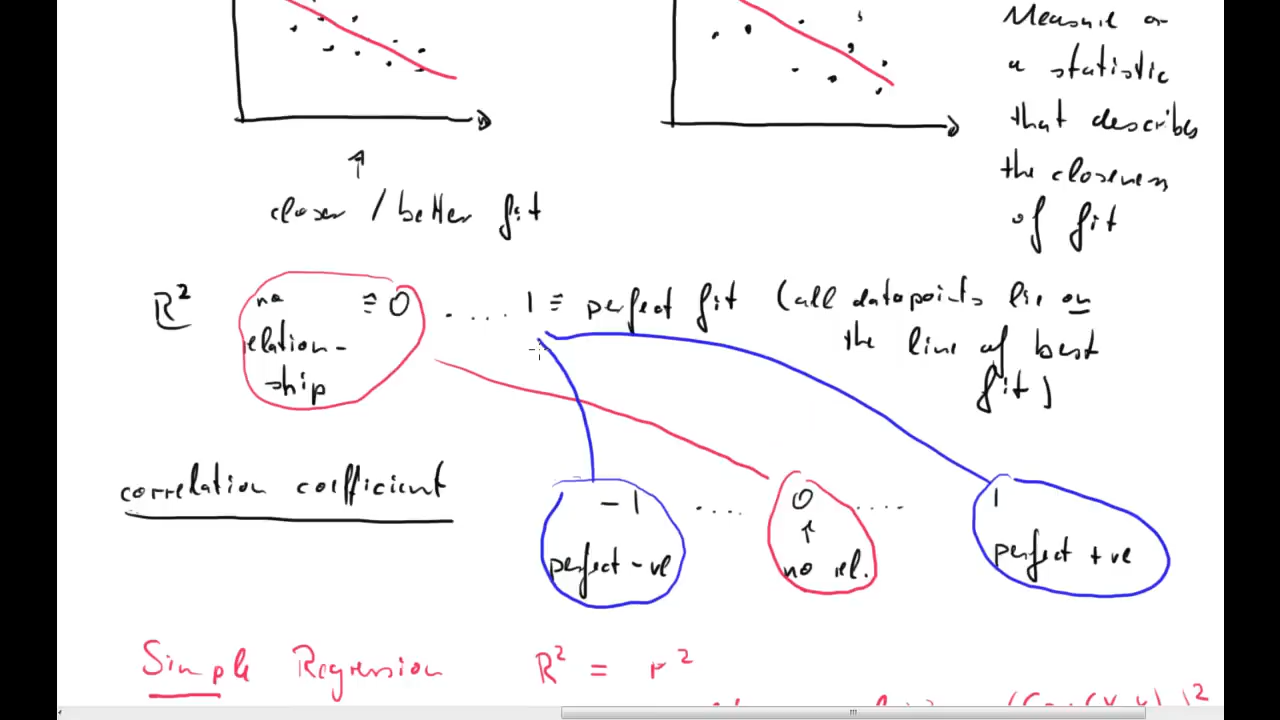 Measure or
a statistic
that describes
the closeness
of fit
closer / better fit
R² no ≡ 0 .... 1 ≡ perfect fit (all datapoints lie on
relation-
ship
the line of best
fit)
correlation coefficient
-1 .... 0 .... 1
perfect -ve
no rel.
perfect +ve
Simple Regression R² = r²